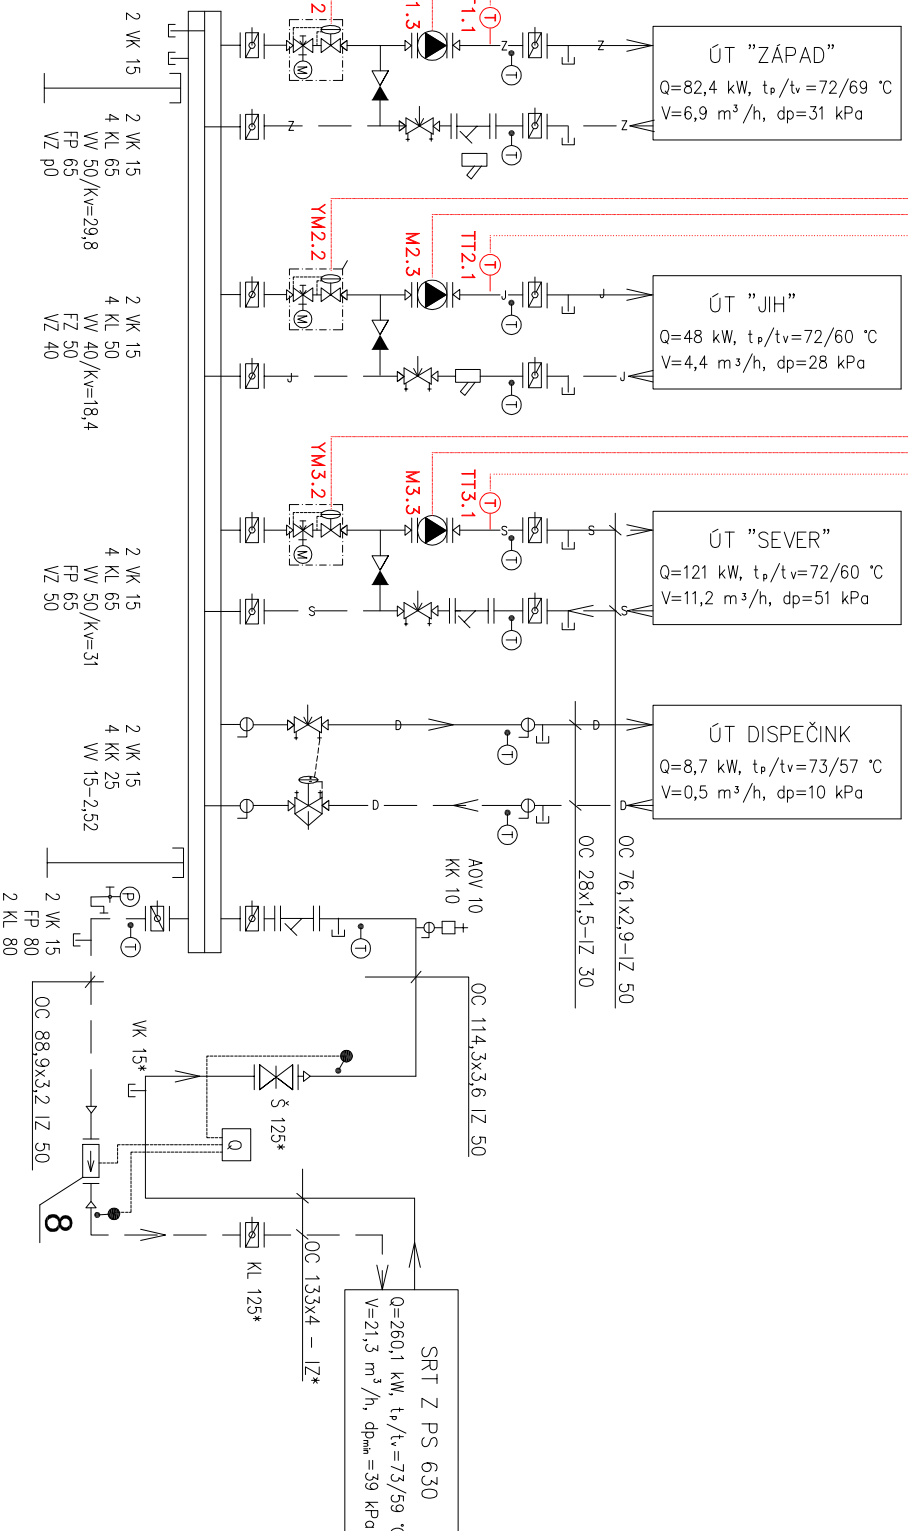 ÚT "ZÁPAD"
Q=82,4 kW, tₚ/tᵥ=72/69 °C
V=6,9 m³/h, dp=31 kPa
ÚT "JIH"
Q=48 kW, tₚ/tᵥ=72/60 °C
V=4,4 m³/h, dp=28 kPa
ÚT "SEVER"
Q=121 kW, tₚ/tᵥ=72/60 °C
V=11,2 m³/h, dp=51 kPa
ÚT DISPEČINK
Q=8,7 kW, tₚ/tᵥ=73/57 °C
V=0,5 m³/h, dp=10 kPa
SRT Z PS 630
Q=260,1 kW, tₚ/tᵥ=73/59 °C
V=21,3 m³/h, dpₘᵢₙ=39 kPa
2
1.3
T1.1
T
Z
T
Z
M
Z
T
Z
YM2.2
M2.3
TT2.1
T
J
T
J
M
J
T
J
YM3.2
M3.3
TT3.1
T
S
T
S
M
S
T
S
D
T
D
D
T
D
2 VK 15
2 VK 15
4 KL 65
VV 50/Kv=29,8
FP 65
VZ p0
2 VK 15
4 KL 50
VV 40/Kv=18,4
FZ 50
VZ 40
2 VK 15
4 KL 65
VV 50/Kv=31
FP 65
VZ 50
2 VK 15
4 KK 25
VV 15-2,52
2 VK 15
FP 80
2 KL 80
P
T
T
AOV 10
KK 10
OC 76,1x2,9-IZ 50
OC 28x1,5-IZ 30
OC 114,3x3,6 IZ 50
OC 88,9x3,2 IZ 50
VK 15*
Š 125*
Q
8
KL 125*
OC 133x4 - IZ*